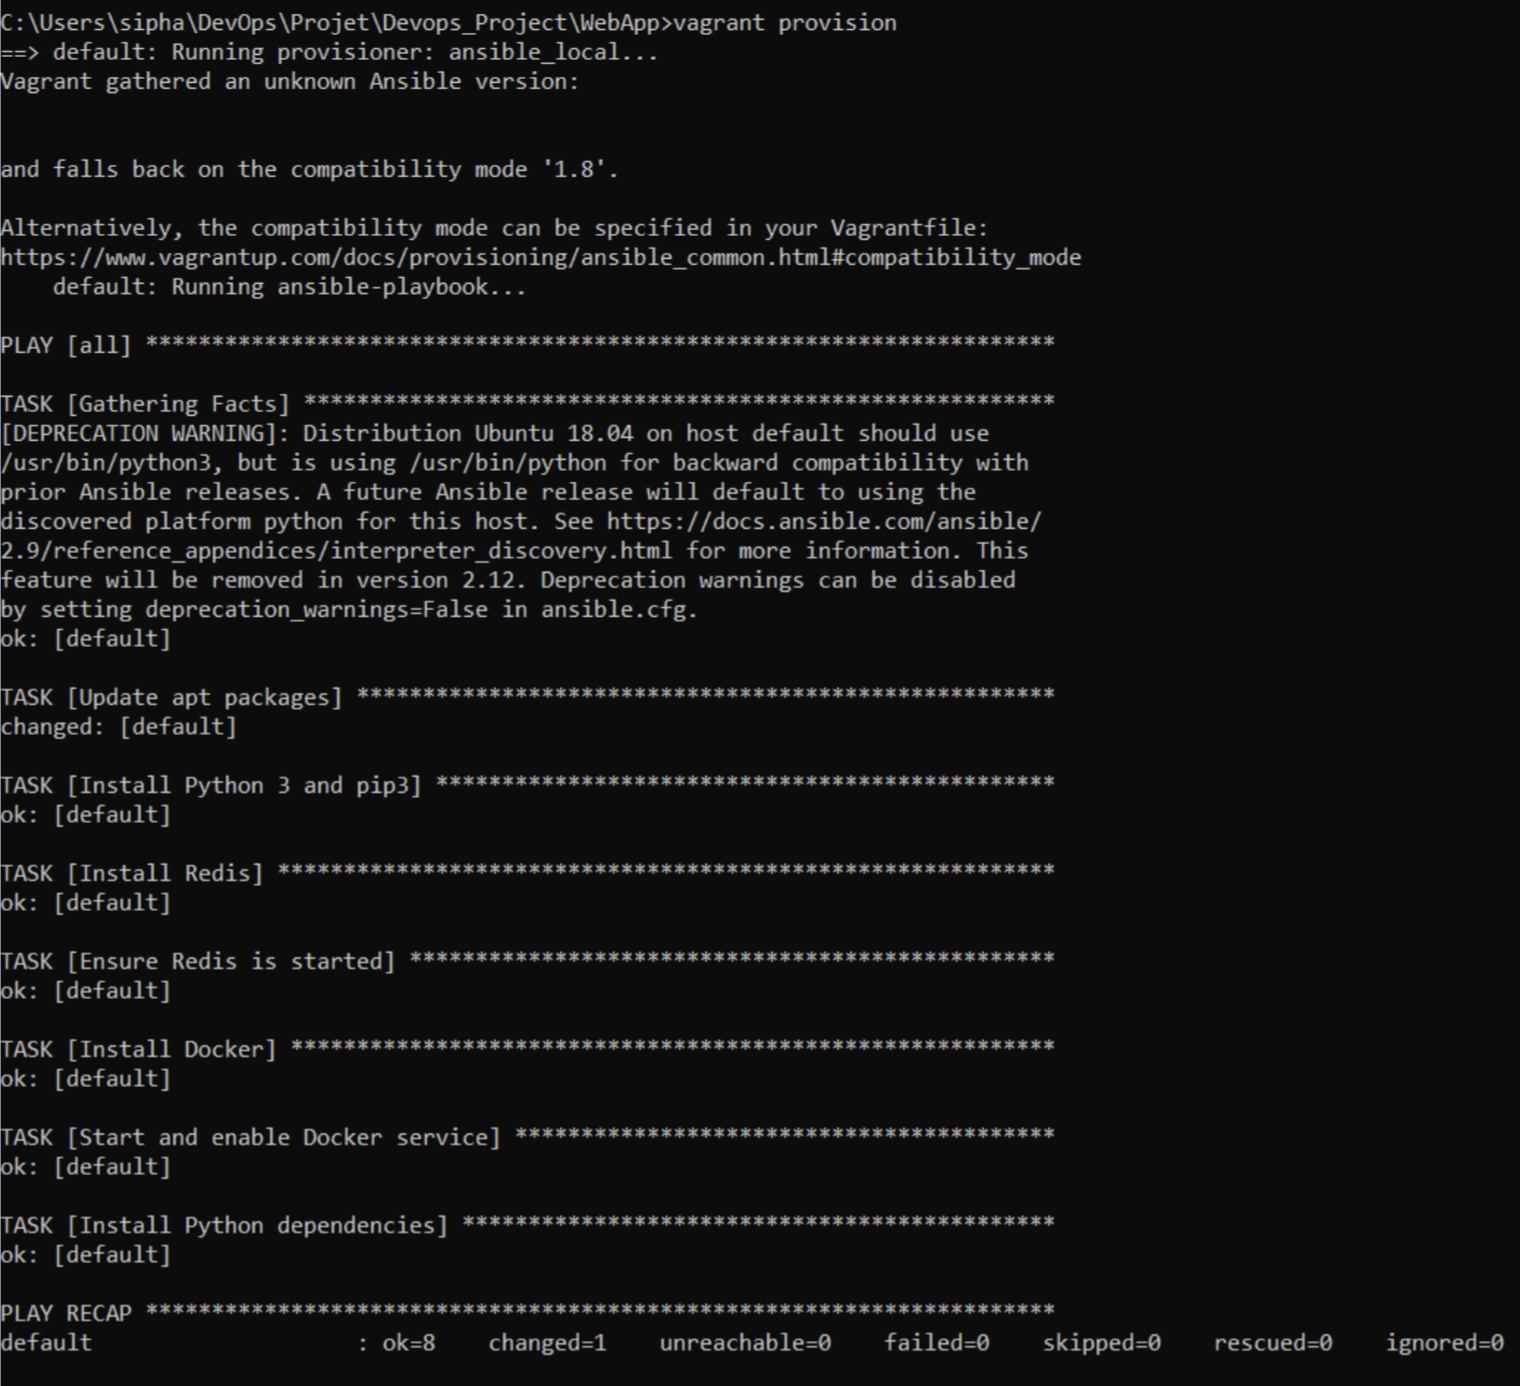 C:\Users\sipha\DevOps\Projet\Devops_Project\WebApp>vagrant provision
==> default: Running provisioner: ansible_local...
Vagrant gathered an unknown Ansible version:
and falls back on the compatibility mode '1.8'.
Alternatively, the compatibility mode can be specified in your Vagrantfile:
https://www.vagrantup.com/docs/provisioning/ansible_common.html#compatibility_mode
    default: Running ansible-playbook...
PLAY [all] *********************************************************************
TASK [Gathering Facts] *********************************************************
[DEPRECATION WARNING]: Distribution Ubuntu 18.04 on host default should use
/usr/bin/python3, but is using /usr/bin/python for backward compatibility with
prior Ansible releases. A future Ansible release will default to using the
discovered platform python for this host. See https://docs.ansible.com/ansible/
2.9/reference_appendices/interpreter_discovery.html for more information. This
feature will be removed in version 2.12. Deprecation warnings can be disabled
by setting deprecation_warnings=False in ansible.cfg.
ok: [default]
TASK [Update apt packages] *****************************************************
changed: [default]
TASK [Install Python 3 and pip3] ***********************************************
ok: [default]
TASK [Install Redis] ***********************************************************
ok: [default]
TASK [Ensure Redis is started] *************************************************
ok: [default]
TASK [Install Docker] **********************************************************
ok: [default]
TASK [Start and enable Docker service] *****************************************
ok: [default]
TASK [Install Python dependencies] *********************************************
ok: [default]
PLAY RECAP *********************************************************************
default                    : ok=8    changed=1    unreachable=0    failed=0    skipped=0    rescued=0    ignored=0